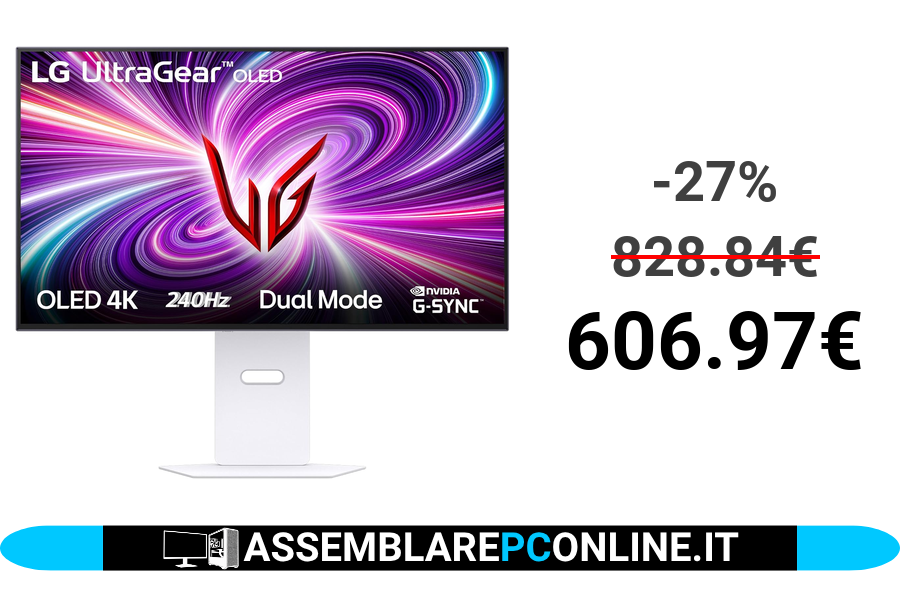 LG UltraGear™ OLED
OLED 4K 240Hz Dual Mode NVIDIA G-SYNC™
-27%
828.84€
606.97€
ASSEMBLAREPCONLINE.IT